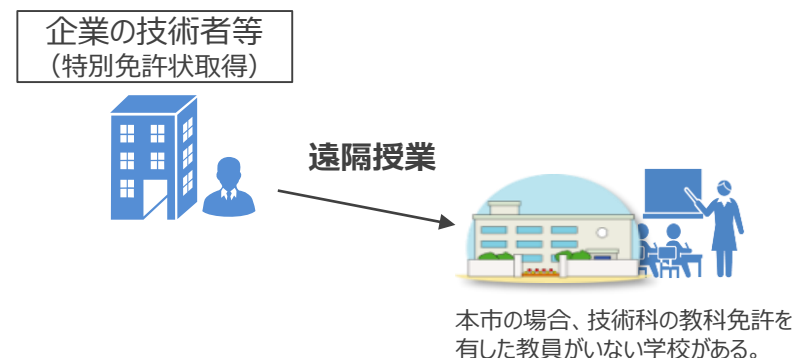 企業の技術者等
（特別免許状取得）
遠隔授業
本市の場合、技術科の教科免許を
有した教員がいない学校がある。